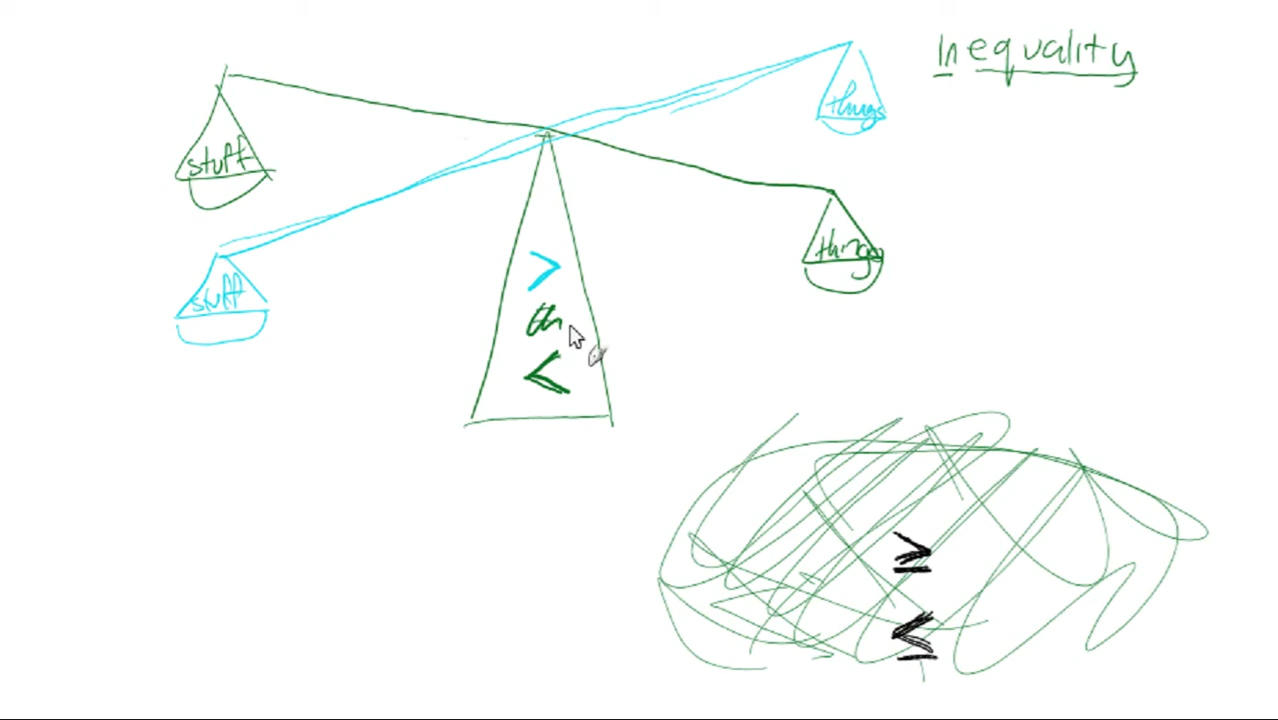 Inequality
things
stuff
things
stuff
>
th
<
≥
≤